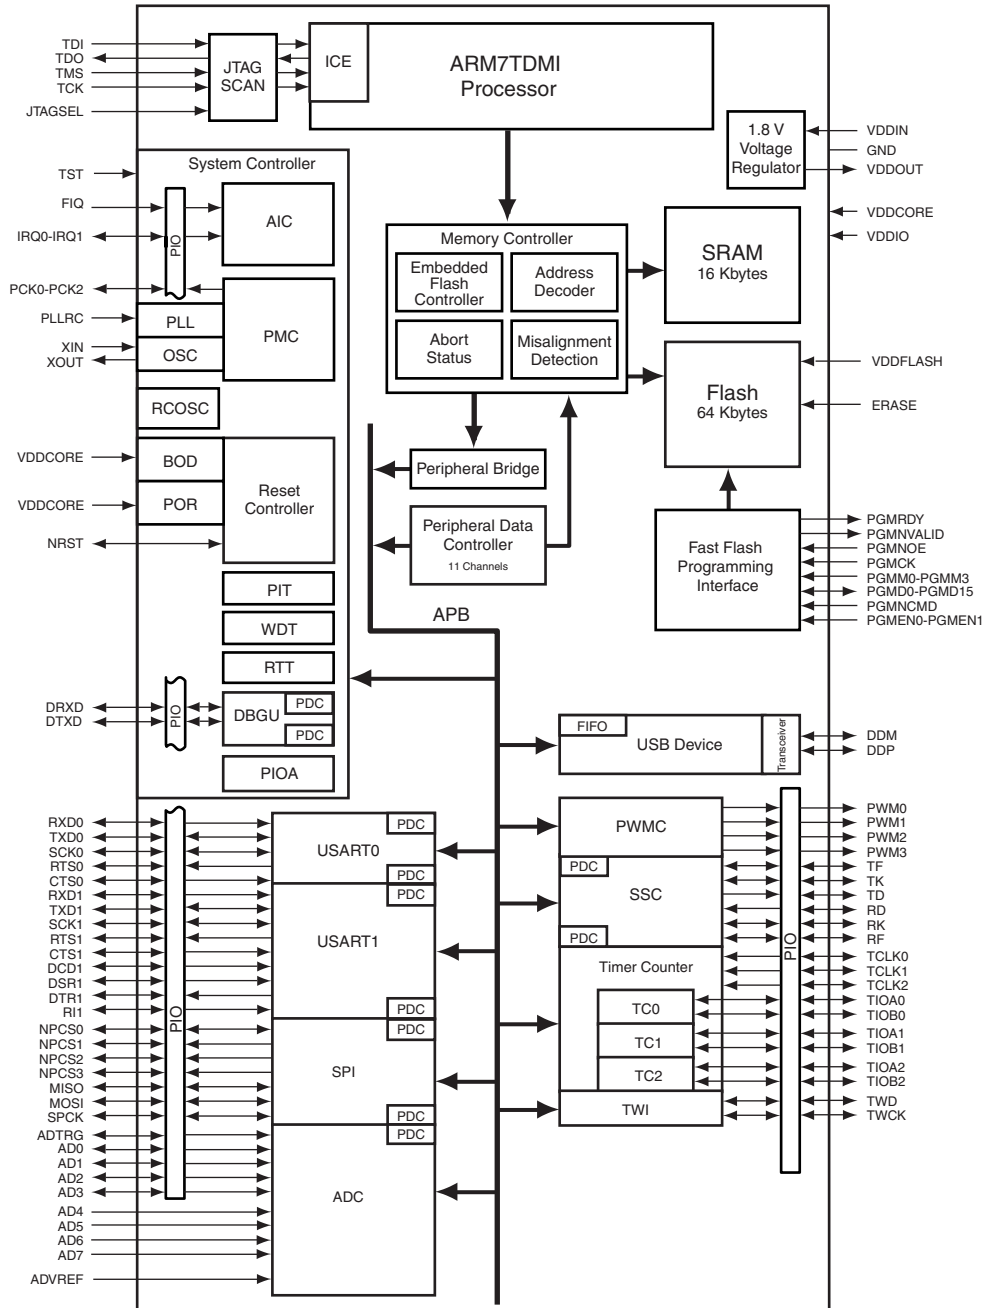 TDI
TDO
TMS
TCK
JTAGSEL
JTAG
SCAN
ICE
ARM7TDMI
Processor
1.8 V
Voltage
Regulator
VDDIN
GND
VDDOUT
VDDCORE
VDDIO
System Controller
TST
FIQ
IRQ0-IRQ1
PIO
AIC
PCK0-PCK2
PLLRC
PLL
XIN
XOUT
OSC
PMC
RCOSC
VDDCORE
BOD
VDDCORE
POR
NRST
Reset
Controller
PIT
WDT
RTT
DRXD
DTXD
PIO
DBGU
PDC
PDC
PIOA
Memory Controller
Embedded
Flash
Controller
Address
Decoder
Abort
Status
Misalignment
Detection
SRAM
16 Kbytes
Flash
64 Kbytes
VDDFLASH
ERASE
Peripheral Bridge
Peripheral Data
Controller
11 Channels
APB
Fast Flash
Programming
Interface
PGMRDY
PGMNVALID
PGMNOE
PGMCK
PGMM0-PGMM3
PGMD0-PGMD15
PGMNCMD
PGMEN0-PGMEN1
FIFO
USB Device
Transceiver
DDM
DDP
RXD0
TXD0
SCK0
RTS0
CTS0
RXD1
TXD1
SCK1
RTS1
CTS1
DCD1
DSR1
DTR1
RI1
NPCS0
NPCS1
NPCS2
NPCS3
MISO
MOSI
SPCK
ADTRG
AD0
AD1
AD2
AD3
AD4
AD5
AD6
AD7
ADVREF
PIO
PDC
USART0
PDC
PDC
USART1
PDC
PDC
SPI
PDC
PDC
ADC
PWMC
PDC
SSC
PDC
Timer Counter
TC0
TC1
TC2
TWI
PIO
PWM0
PWM1
PWM2
PWM3
TF
TK
TD
RD
RK
RF
TCLK0
TCLK1
TCLK2
TIOA0
TIOB0
TIOA1
TIOB1
TIOA2
TIOB2
TWD
TWCK